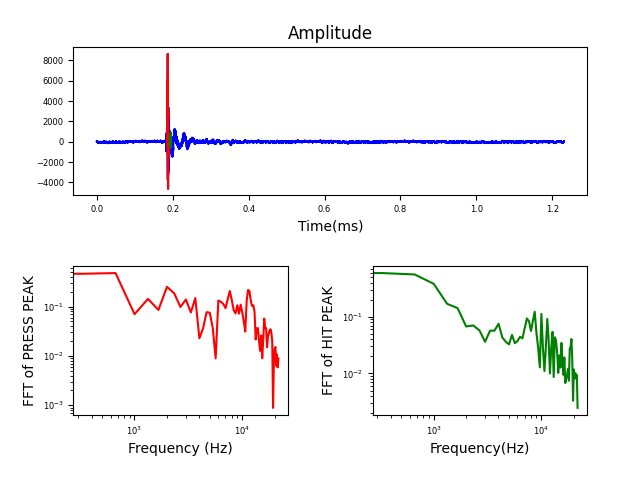 Amplitude
8000
6000
4000
2000
0
−2000
−4000
0.0 0.2 0.4 0.6 0.8 1.0 1.2
Time(ms)
FFT of PRESS PEAK
10⁻¹
10⁻²
10⁻³
10³ 10⁴
Frequency (Hz)
FFT of HIT PEAK
10⁻¹
10⁻²
10³ 10⁴
Frequency(Hz)